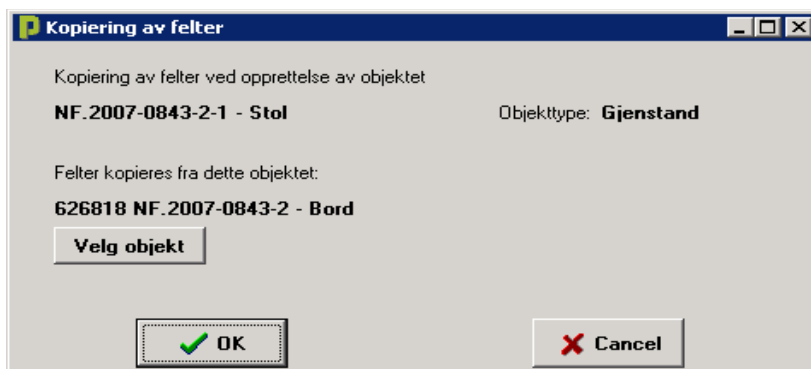 Kopiering av felter
Kopiering av felter ved opprettelse av objektet
NF.2007-0843-2-1 - Stol Objekttype: Gjenstand
Felter kopieres fra dette objektet:
626818 NF.2007-0843-2 - Bord
Velg objekt
OK Cancel